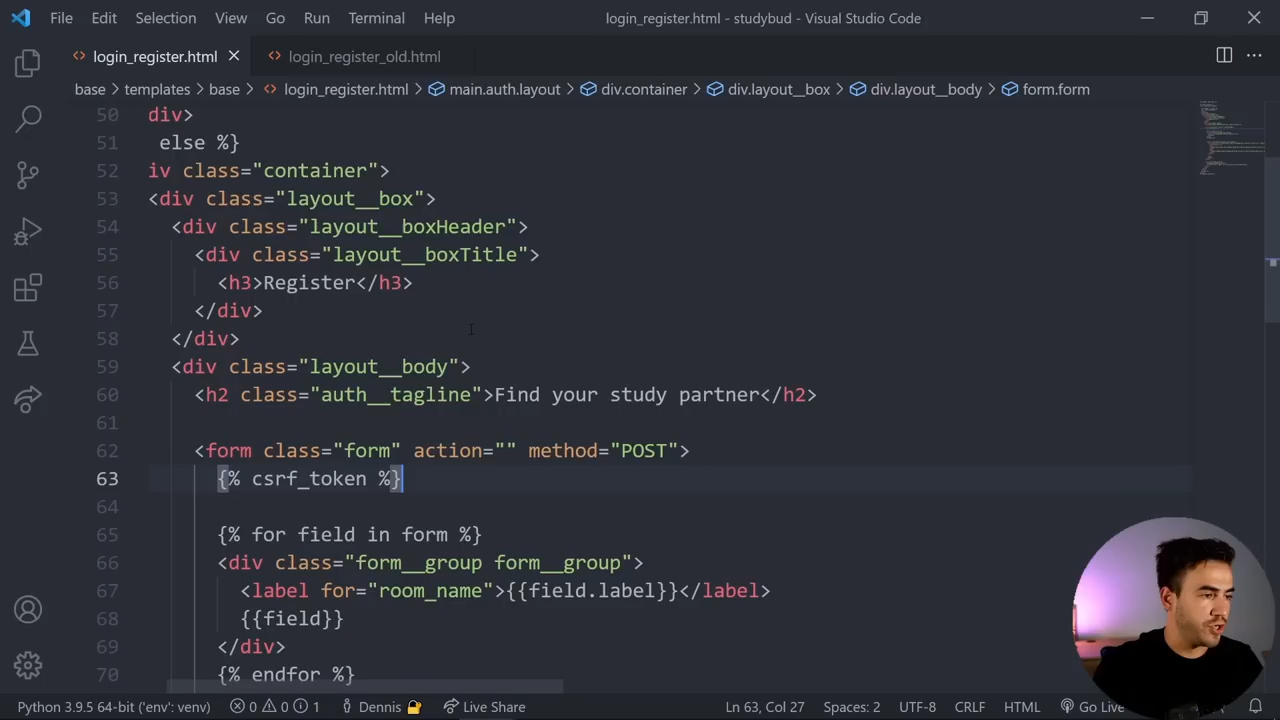 File Edit Selection View Go Run Terminal Help login_register.html - studybud - Visual Studio Code
login_register.html login_register_old.html
base templates base login_register.html main.auth.layout div.container div.layout__box div.layout__body form.form
50 div>
51 else %}
52 iv class="container">
53 <div class="layout__box">
54 <div class="layout__boxHeader">
55 <div class="layout__boxTitle">
56 <h3>Register</h3>
57 </div>
58 </div>
59 <div class="layout__body">
60 <h2 class="auth__tagline">Find your study partner</h2>
61
62 <form class="form" action="" method="POST">
63 {% csrf_token %}
64
65 {% for field in form %}
66 <div class="form__group form__group">
67 <label for="room_name">{{field.label}}</label>
68 {{field}}
69 </div>
70 {% endfor %}
Python 3.9.5 64-bit ('env': venv) 0 0 1 Dennis Live Share Ln 63, Col 27 Spaces: 2 UTF-8 CRLF HTML Go Live